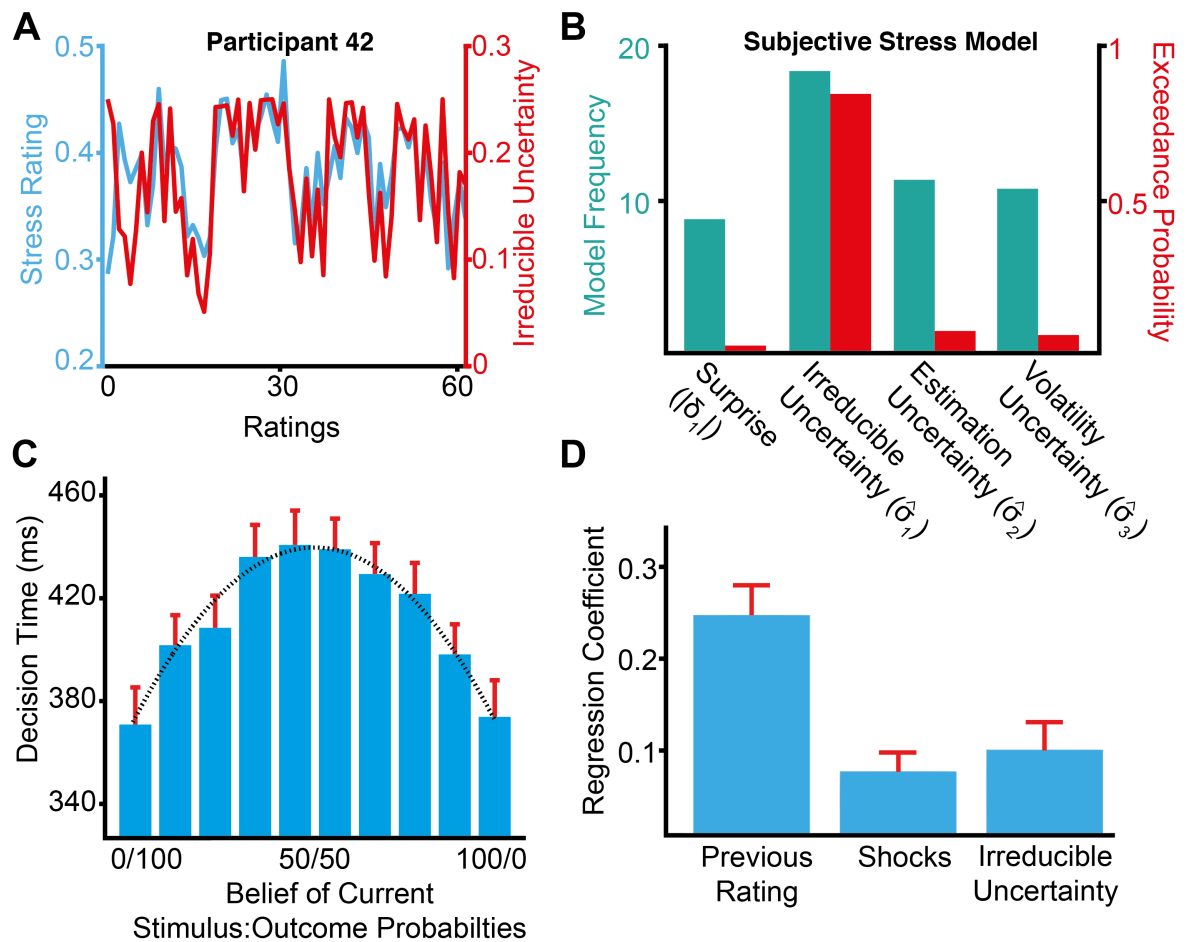 A
Participant 42
0.5
0.4
0.3
0.2
Stress Rating
0.3
0.2
0.1
0
Irreducible Uncertainty
0
30
60
Ratings
B
Subjective Stress Model
20
10
Model Frequency
1
0.5
Exceedance Probability
Surprise
(|δ1|)
Irreducible
Uncertainty (σ̂1)
Estimation
Uncertainty (σ̂2)
Volatility
Uncertainty (σ̂3)
C
460
420
380
340
Decision Time (ms)
0/100
50/50
100/0
Belief of Current
Stimulus:Outcome Probabilties
D
0.3
0.2
0.1
Regression Coefficient
Previous
Rating
Shocks
Irreducible
Uncertainty